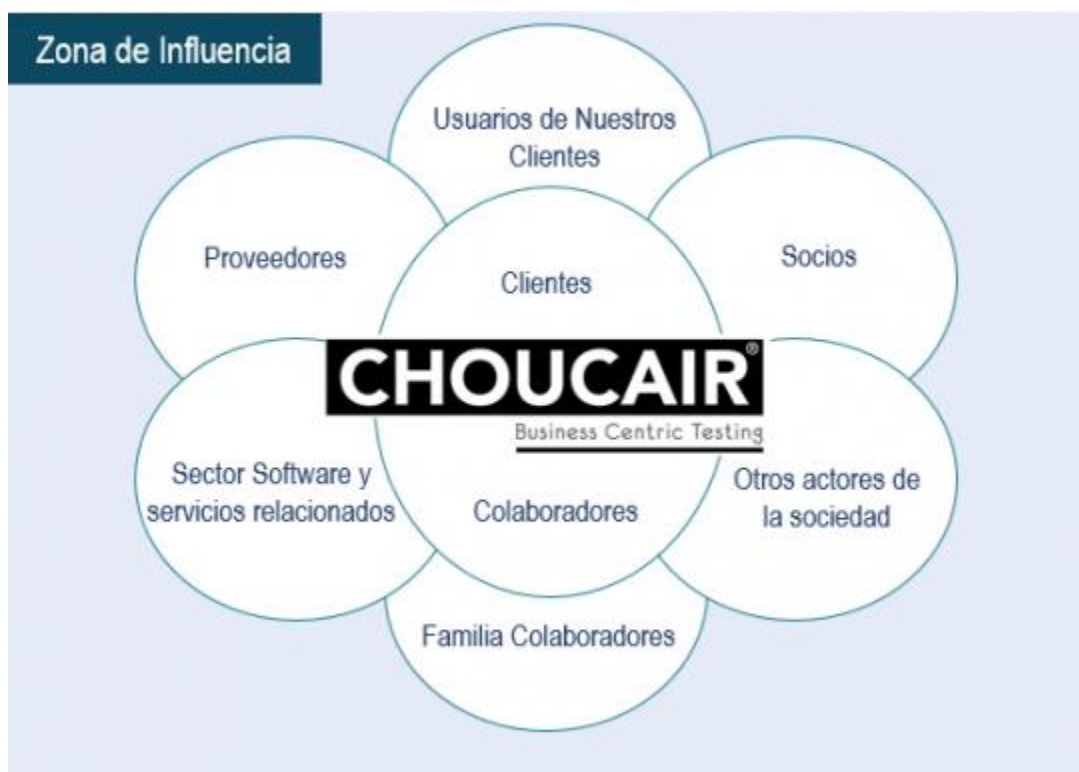 Zona de Influencia
Usuarios de Nuestros
Clientes
Proveedores
Socios
Clientes
CHOUCAIR®
Business Centric Testing
Sector Software y
servicios relacionados
Colaboradores
Otros actores de
la sociedad
Familia Colaboradores